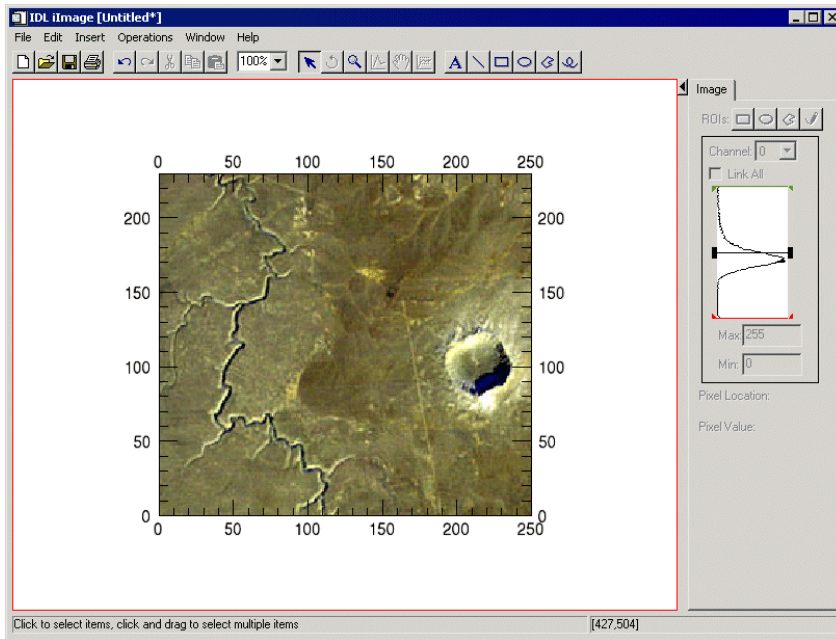 IDL iImage [Untitled*]
File Edit Insert Operations Window Help
100%
A
Image
ROIs:
Channel: 0
Link All
Max: 255
Min: 0
Pixel Location:
Pixel Value:
0 50 100 150 200 250
200 200
150 150
100 100
50 50
0 0
0 50 100 150 200 250
Click to select items, click and drag to select multiple items [427,504]